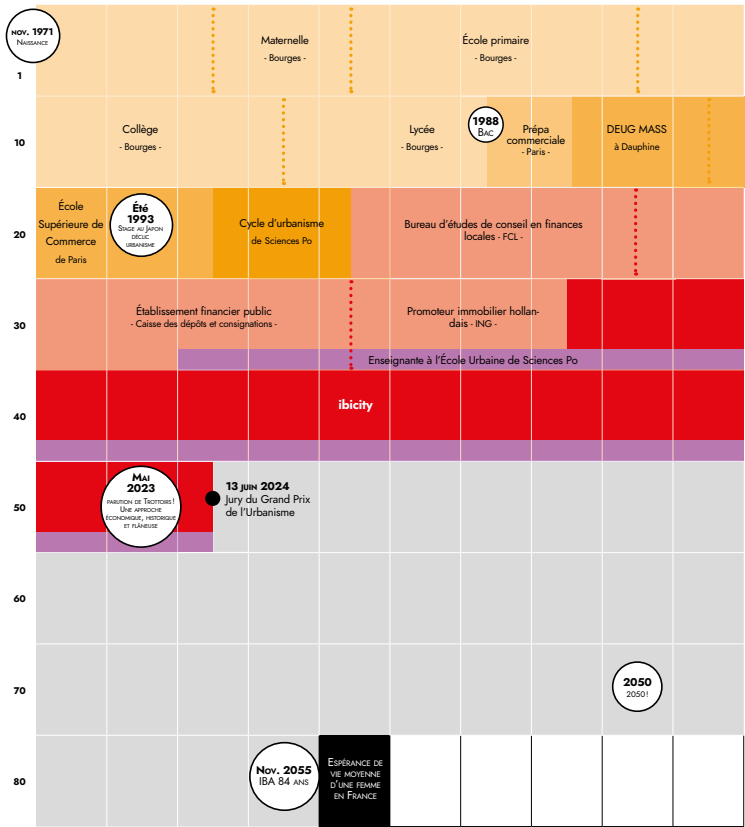 NOV. 1971
NAISSANCE
1
Maternelle
- Bourges -
École primaire
- Bourges -
10
Collège
- Bourges -
Lycée
- Bourges -
1988
BAC
Prépa
commerciale
- Paris -
DEUG MASS
à Dauphine
20
École
Supérieure de
Commerce
de Paris
Été
1993
STAGE AU JAPON
DÉCLIC
URBANISME
Cycle d'urbanisme
de Sciences Po
Bureau d'études de conseil en finances
locales - FCL -
30
Établissement financier public
- Caisse des dépôts et consignations -
Promoteur immobilier hollan-
dais - ING -
Enseignante à l'École Urbaine de Sciences Po
40
ibicity
50
MAI
2023
PARUTION DE TROTTOIRS !
UNE APPROCHE
ÉCONOMIQUE, HISTORIQUE
ET FLÂNEUSE
13 JUIN 2024
Jury du Grand Prix
de l'Urbanisme
60
70
2050
2050 !
80
NOV. 2055
IBA 84 ANS
ESPÉRANCE DE
VIE MOYENNE
D'UNE FEMME
EN FRANCE